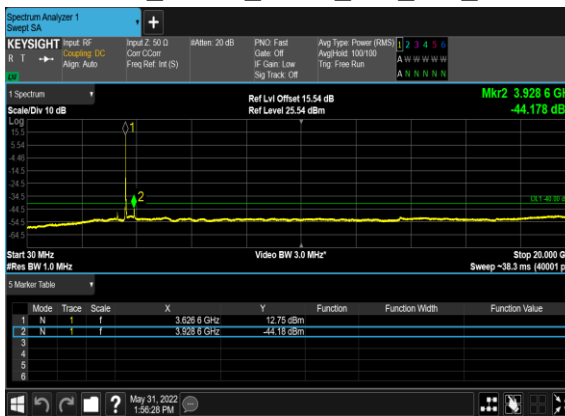 Spectrum Analyzer 1
Swept SA
+
KEYSIGHT Input: RF Input Z: 50 Ω #Atten: 20 dB PNO: Fast Avg Type: Power (RMS) 1 2 3 4 5 6
R T Coupling: DC Corr CCorr Gate: Off Avg|Hold: 100/100 A W W W W W
Align: Auto Freq Ref: Int (S) IF Gain: Low Trig: Free Run
Sig Track: Off A N N N N N
1 Spectrum Ref Lvl Offset 15.54 dB Mkr2 3.928 6 GH
Scale/Div 10 dB Ref Level 25.54 dBm -44.178 dB
Log
15.5
5.54
-4.46
-14.5
-24.5
-34.5
-44.5
-54.5
-64.5
1
2
DL1 -40.00 d
Start 30 MHz Video BW 3.0 MHz* Stop 20.000 G
#Res BW 1.0 MHz Sweep ~38.3 ms (40001 p
5 Marker Table
Mode Trace Scale X Y Function Function Width Function Value
1 N 1 f 3.626 6 GHz 12.75 dBm
2 N 1 f 3.928 6 GHz -44.18 dBm
3
4
5
6
? May 31, 2022
1:56:28 PM